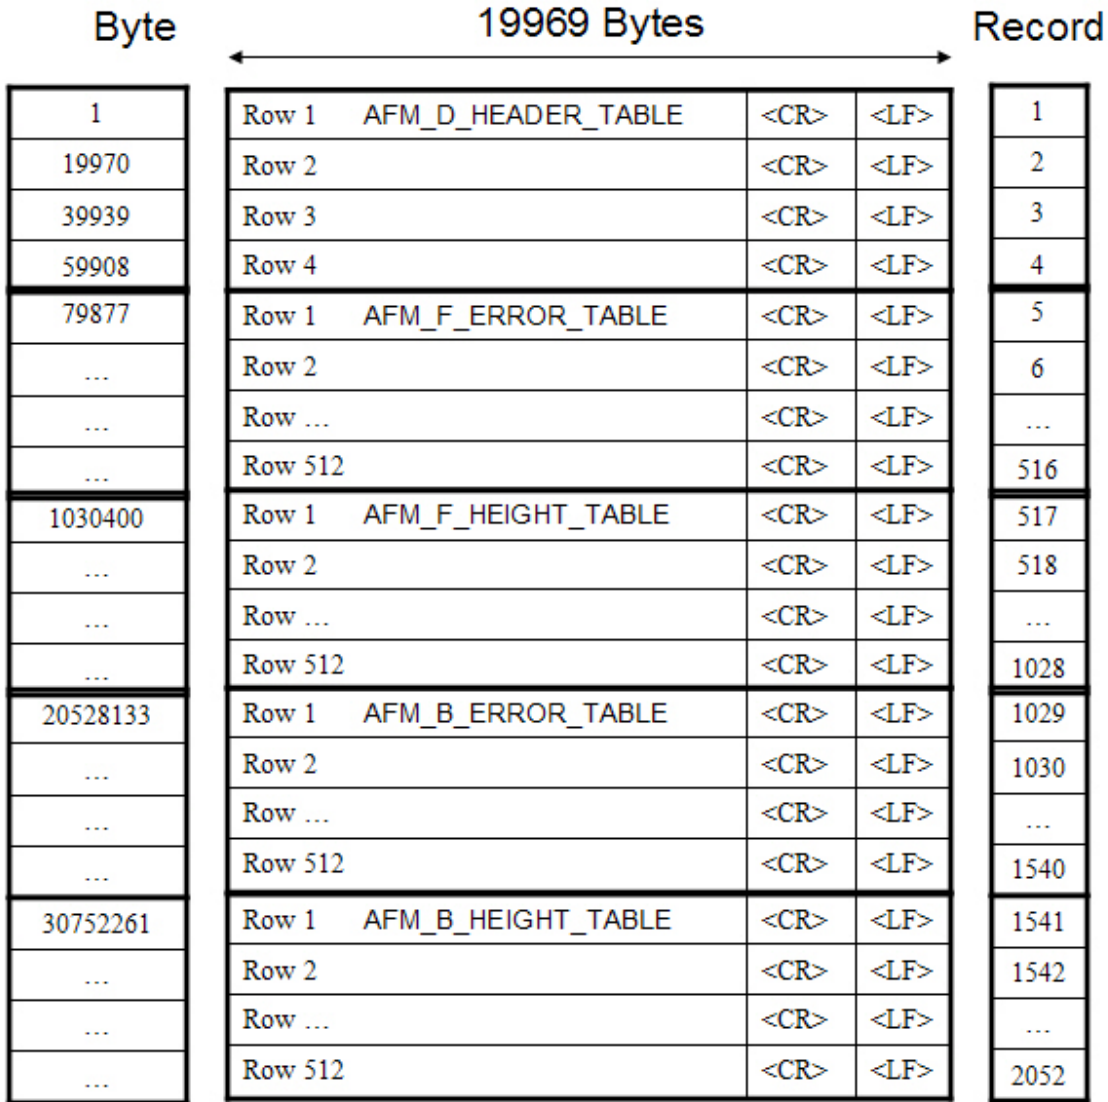 Byte 19969 Bytes Record
1 Row 1 AFM_D_HEADER_TABLE <CR> <LF> 1
19970 Row 2 <CR> <LF> 2
39939 Row 3 <CR> <LF> 3
59908 Row 4 <CR> <LF> 4
79877 Row 1 AFM_F_ERROR_TABLE <CR> <LF> 5
... Row 2 <CR> <LF> 6
... Row ... <CR> <LF> ...
... Row 512 <CR> <LF> 516
1030400 Row 1 AFM_F_HEIGHT_TABLE <CR> <LF> 517
... Row 2 <CR> <LF> 518
... Row ... <CR> <LF> ...
... Row 512 <CR> <LF> 1028
20528133 Row 1 AFM_B_ERROR_TABLE <CR> <LF> 1029
... Row 2 <CR> <LF> 1030
... Row ... <CR> <LF> ...
... Row 512 <CR> <LF> 1540
30752261 Row 1 AFM_B_HEIGHT_TABLE <CR> <LF> 1541
... Row 2 <CR> <LF> 1542
... Row ... <CR> <LF> ...
... Row 512 <CR> <LF> 2052